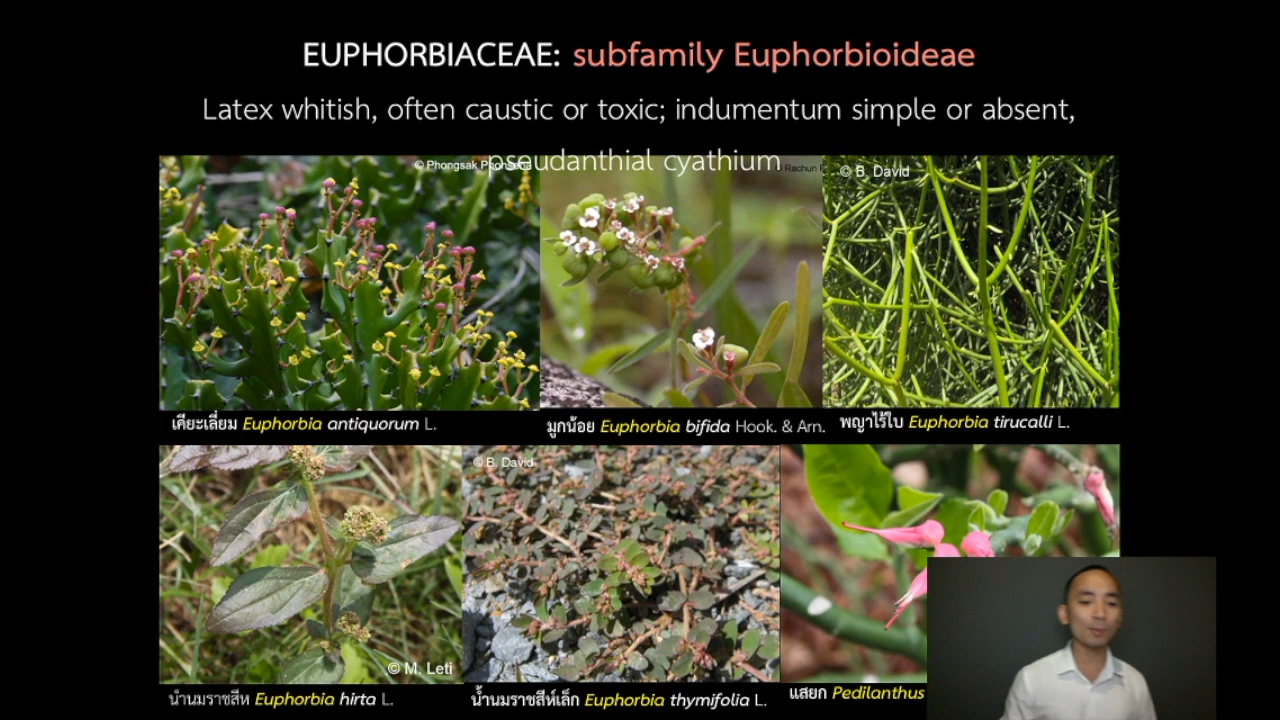 EUPHORBIACEAE: subfamily Euphorbioideae
Latex whitish, often caustic or toxic; indumentum simple or absent,
pseudanthial cyathium
© Phongsak
© Rachun
© B. David
เคียะเลี่ยม Euphorbia antiquorum L.
มูกน้อย Euphorbia bifida Hook. & Arn.
พญาไร้ใบ Euphorbia tirucalli L.
© B. David
© M. Leti
นํานมราชสีห Euphorbia hirta L.
น้ำนมราชสีห์เล็ก Euphorbia thymifolia L.
แสยก Pedilanthus